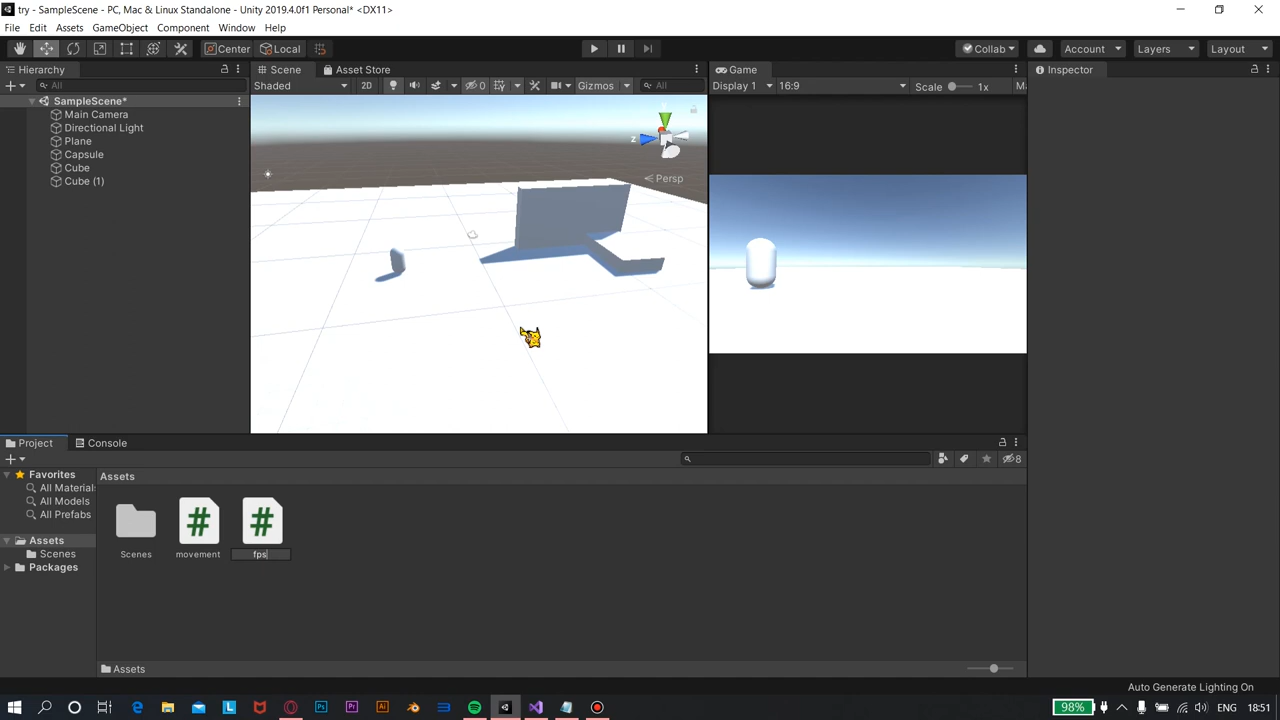 try - SampleScene - PC, Mac & Linux Standalone - Unity 2019.4.0f1 Personal* <DX11>
File Edit Assets GameObject Component Window Help
Center Local Collab Account Layers Layout
Hierarchy Scene Asset Store Game Inspector
All Shaded 2D 0 Gizmos All Display 1 16:9 Scale 1x M
SampleScene*
Main Camera
Directional Light
Plane
Capsule
Cube
Cube (1)
z
Persp
Project Console
8
Favorites
All Material
All Models
All Prefabs
Assets
Scenes
Packages
Assets
# #
Scenes movement fps
Assets
Auto Generate Lighting On
98% ENG 18:51